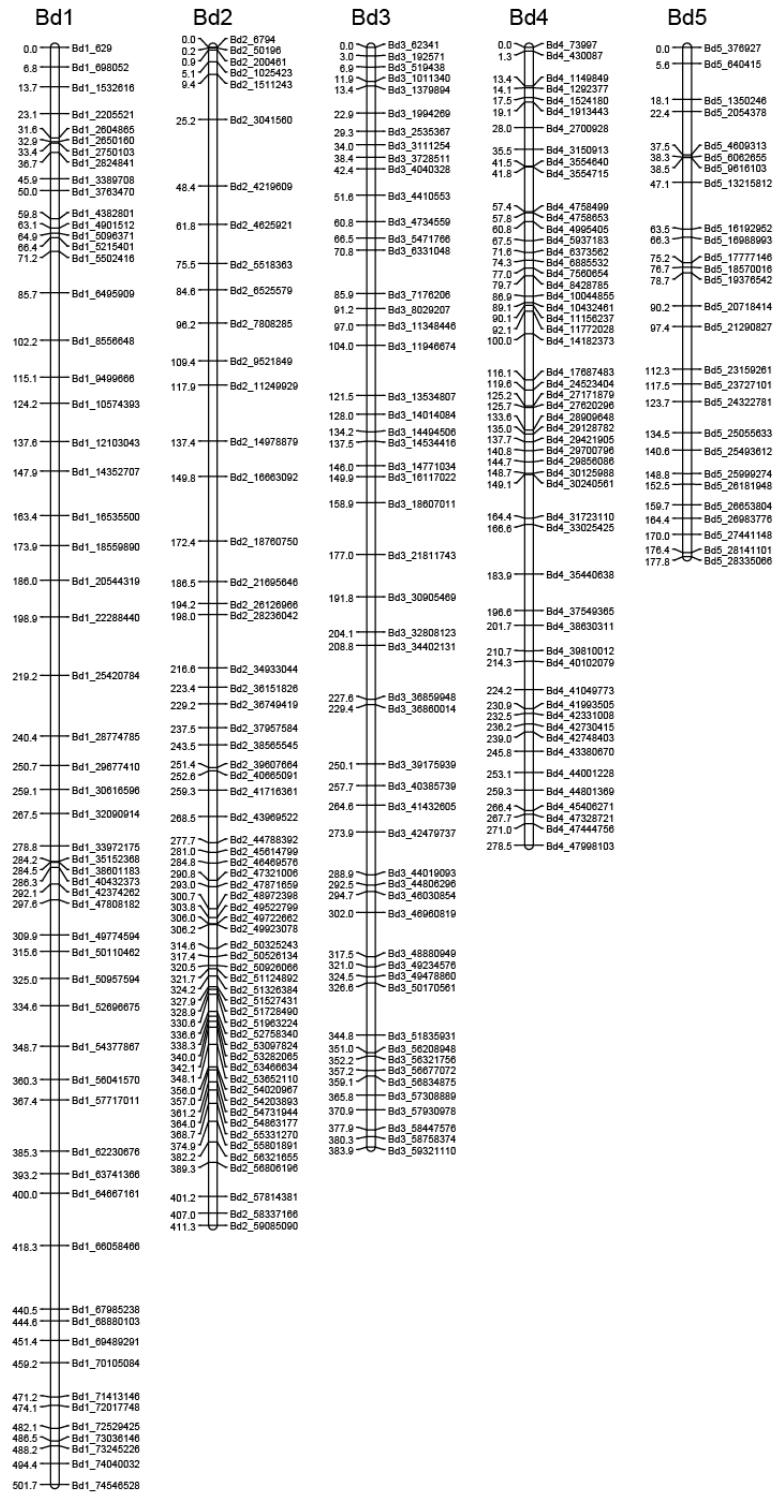 Bd1
0.0 Bd1_629
6.8 Bd1_698052
13.7 Bd1_1532616
23.1 Bd1_2205521
31.6 Bd1_2604865
32.9 Bd1_2650160
33.4 Bd1_2750103
36.7 Bd1_2824841
45.9 Bd1_3389708
50.0 Bd1_3763470
59.8 Bd1_4382801
63.1 Bd1_4901512
64.9 Bd1_5096371
66.4 Bd1_5215401
71.2 Bd1_5502416
85.7 Bd1_6495909
102.2 Bd1_8556648
115.1 Bd1_9499666
124.2 Bd1_10574393
137.6 Bd1_12103043
147.9 Bd1_14352707
163.4 Bd1_16535500
173.9 Bd1_18559890
186.0 Bd1_20544319
198.9 Bd1_22288440
219.2 Bd1_25420784
240.4 Bd1_28774785
250.7 Bd1_29677410
259.1 Bd1_30616596
267.5 Bd1_32090914
278.8 Bd1_33972175
284.2 Bd1_35152368
284.5 Bd1_38601183
286.3 Bd1_40432373
292.1 Bd1_42374262
297.6 Bd1_47808182
309.9 Bd1_49774594
315.6 Bd1_50110462
325.0 Bd1_50957594
334.6 Bd1_52696675
348.7 Bd1_54377867
360.3 Bd1_56041570
367.4 Bd1_57717011
385.3 Bd1_62230676
393.2 Bd1_63741366
400.0 Bd1_64667161
418.3 Bd1_66058466
440.5 Bd1_67985238
444.6 Bd1_68880103
451.4 Bd1_69489291
459.2 Bd1_70105084
471.2 Bd1_71413146
474.1 Bd1_72017748
482.1 Bd1_72529425
486.5 Bd1_73036146
488.2 Bd1_73245226
494.4 Bd1_74040032
501.7 Bd1_74546528
Bd2
0.0 Bd2_6794
0.2 Bd2_50196
0.9 Bd2_200461
5.1 Bd2_1025423
9.4 Bd2_1511243
25.2 Bd2_3041560
48.4 Bd2_4219609
61.8 Bd2_4625921
75.5 Bd2_5518363
84.6 Bd2_6525579
96.2 Bd2_7808285
109.4 Bd2_9521849
117.9 Bd2_11249929
137.4 Bd2_14978879
149.8 Bd2_16663092
172.4 Bd2_18760750
186.5 Bd2_21695646
194.2 Bd2_26126966
198.0 Bd2_28236042
216.6 Bd2_34933044
223.4 Bd2_36151826
229.2 Bd2_36749419
237.5 Bd2_37957584
243.5 Bd2_38565545
251.4 Bd2_39607664
252.6 Bd2_40665091
259.3 Bd2_41716361
268.5 Bd2_43969522
277.7 Bd2_44788392
281.0 Bd2_45614799
284.8 Bd2_46469576
290.8 Bd2_47321006
293.0 Bd2_47871659
300.7 Bd2_48972398
303.8 Bd2_49522799
306.0 Bd2_49722662
306.2 Bd2_49923078
314.6 Bd2_50325243
317.4 Bd2_50526134
320.5 Bd2_50926066
321.7 Bd2_51124892
324.2 Bd2_51326384
327.9 Bd2_51527431
328.9 Bd2_51728490
330.6 Bd2_51963224
336.6 Bd2_52758340
338.3 Bd2_53097824
340.0 Bd2_53282065
342.1 Bd2_53466634
348.1 Bd2_53652110
356.0 Bd2_54020967
357.0 Bd2_54203893
361.2 Bd2_54731944
364.0 Bd2_54863177
368.7 Bd2_55331270
374.9 Bd2_55801891
382.2 Bd2_56321655
389.3 Bd2_56806196
401.2 Bd2_57814381
407.0 Bd2_58337166
411.3 Bd2_59085090
Bd3
0.0 Bd3_62341
3.0 Bd3_192571
6.9 Bd3_519438
11.9 Bd3_1011340
13.4 Bd3_1379894
22.9 Bd3_1994269
29.3 Bd3_2535367
34.0 Bd3_3111254
38.4 Bd3_3728511
42.4 Bd3_4040328
51.6 Bd3_4410553
60.8 Bd3_4734559
66.5 Bd3_5471766
70.8 Bd3_6331048
85.9 Bd3_7176206
91.2 Bd3_8029207
97.0 Bd3_11348446
104.0 Bd3_11946674
121.5 Bd3_13534807
128.0 Bd3_14014084
134.2 Bd3_14494506
137.5 Bd3_14534416
146.0 Bd3_14771034
149.9 Bd3_16117022
158.9 Bd3_18607011
177.0 Bd3_21811743
191.8 Bd3_30905469
204.1 Bd3_32808123
208.8 Bd3_34402131
227.6 Bd3_36859948
229.4 Bd3_36860014
250.1 Bd3_39175939
257.7 Bd3_40385739
264.6 Bd3_41432605
273.9 Bd3_42479737
288.9 Bd3_44019093
292.5 Bd3_44806296
294.7 Bd3_46030854
302.0 Bd3_46960819
317.5 Bd3_48880949
321.0 Bd3_49234576
324.5 Bd3_49478860
326.6 Bd3_50170561
344.8 Bd3_51835931
351.0 Bd3_56208948
352.2 Bd3_56321756
357.2 Bd3_56677072
359.1 Bd3_56834875
365.8 Bd3_57308889
370.9 Bd3_57930978
377.9 Bd3_58447576
380.3 Bd3_58758374
383.9 Bd3_59321110
Bd4
0.0 Bd4_73997
1.3 Bd4_430087
13.4 Bd4_1149849
14.1 Bd4_1292377
17.5 Bd4_1524180
19.1 Bd4_1913443
28.0 Bd4_2700928
35.5 Bd4_3150913
41.5 Bd4_3554640
41.8 Bd4_3554715
57.4 Bd4_4758499
57.8 Bd4_4758653
60.8 Bd4_4995405
67.5 Bd4_5937183
71.6 Bd4_6373562
74.3 Bd4_6885532
77.0 Bd4_7560654
79.7 Bd4_8428785
86.9 Bd4_10044855
89.1 Bd4_10432461
90.1 Bd4_11156237
92.1 Bd4_11772028
100.0 Bd4_14182373
116.1 Bd4_17687483
119.6 Bd4_24523404
125.2 Bd4_27171879
125.7 Bd4_27620296
133.6 Bd4_28909648
135.0 Bd4_29128782
137.7 Bd4_29421905
140.8 Bd4_29700796
144.7 Bd4_29856086
148.7 Bd4_30125988
149.1 Bd4_30240561
164.4 Bd4_31723110
166.6 Bd4_33025425
183.9 Bd4_35440638
196.6 Bd4_37549365
201.7 Bd4_38630311
210.7 Bd4_39810012
214.3 Bd4_40102079
224.2 Bd4_41049773
230.9 Bd4_41993505
232.5 Bd4_42331008
236.2 Bd4_42730415
239.0 Bd4_42748403
245.8 Bd4_43380670
253.1 Bd4_44001228
259.3 Bd4_44801369
266.4 Bd4_45406271
267.7 Bd4_47328721
271.0 Bd4_47444756
278.5 Bd4_47998103
Bd5
0.0 Bd5_376927
5.6 Bd5_640415
18.1 Bd5_1350246
22.4 Bd5_2054378
37.5 Bd5_4609313
38.3 Bd5_6062655
38.5 Bd5_9616103
47.1 Bd5_13215812
63.5 Bd5_16192952
66.3 Bd5_16988993
75.2 Bd5_17777146
76.7 Bd5_18570016
78.7 Bd5_19376542
90.2 Bd5_20718414
97.4 Bd5_21290827
112.3 Bd5_23159261
117.5 Bd5_23727101
123.7 Bd5_24322781
134.5 Bd5_25055633
140.6 Bd5_25493612
148.8 Bd5_25999274
152.5 Bd5_26181948
159.7 Bd5_26653804
164.4 Bd5_26983776
170.0 Bd5_27441148
176.4 Bd5_28141101
177.8 Bd5_28335066